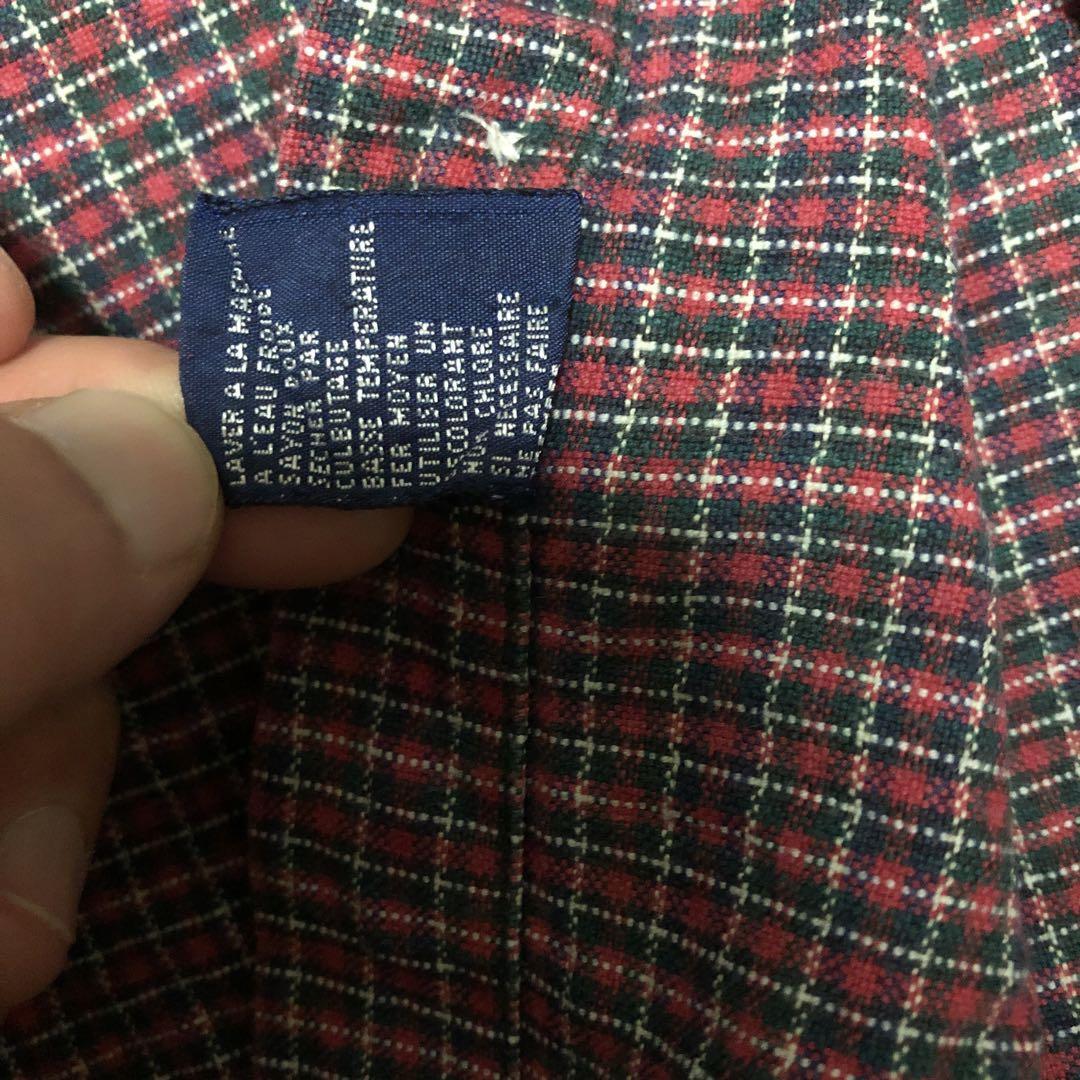 LAVER A LA MACHINE
A L'EAU FROIDE
SAVON DOUX
SECHER PAR
CULBUTAGE
BASSE TEMPERATURE
FER MOYEN
UTILISER UN
DECOLORANT
NON CHLORE
SI NECESSAIRE
NE PAS FAIRE